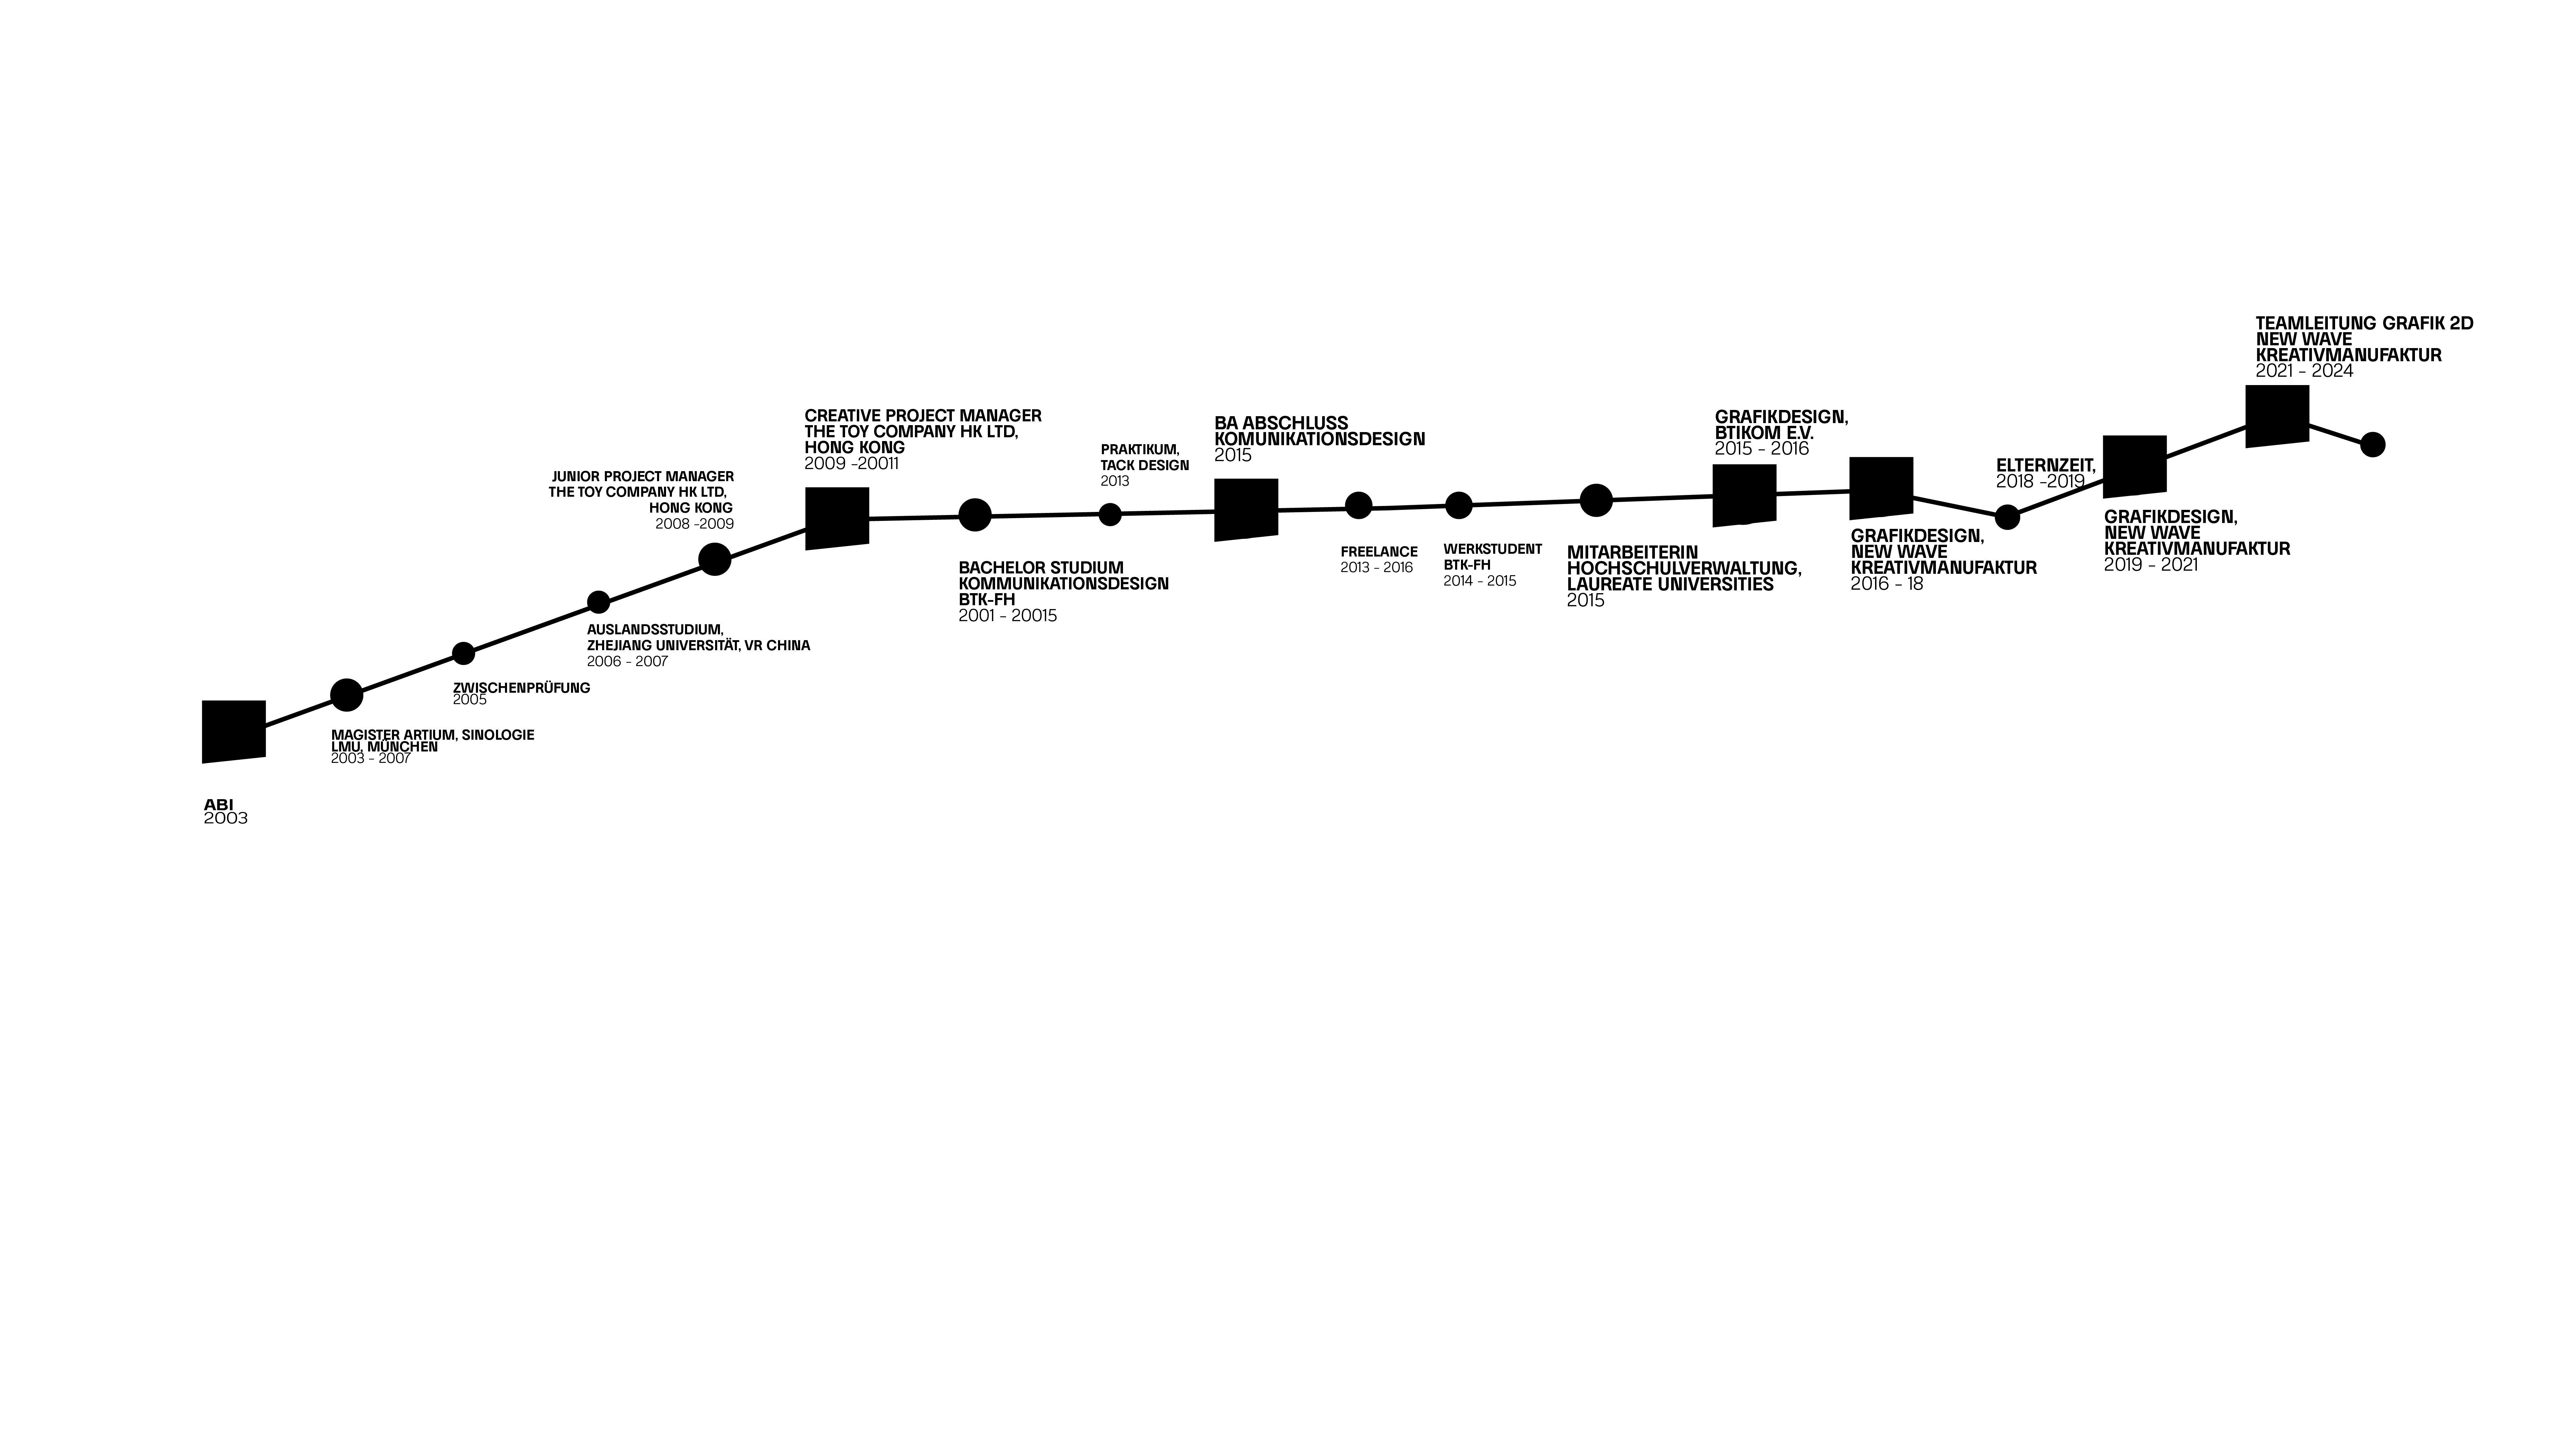 ABI
2003
MAGISTER ARTIUM, SINOLOGIE
LMU, MÜNCHEN
2003 - 2007
ZWISCHENPRÜFUNG
2005
AUSLANDSSTUDIUM,
ZHEJIANG UNIVERSITÄT, VR CHINA
2006 - 2007
JUNIOR PROJECT MANAGER
THE TOY COMPANY HK LTD,
HONG KONG
2008 -2009
CREATIVE PROJECT MANAGER
THE TOY COMPANY HK LTD,
HONG KONG
2009 -20011
BACHELOR STUDIUM
KOMMUNIKATIONSDESIGN
BTK-FH
2001 - 20015
PRAKTIKUM,
TACK DESIGN
2013
BA ABSCHLUSS
KOMUNIKATIONSDESIGN
2015
FREELANCE
2013 - 2016
WERKSTUDENT
BTK-FH
2014 - 2015
MITARBEITERIN
HOCHSCHULVERWALTUNG,
LAUREATE UNIVERSITIES
2015
GRAFIKDESIGN,
BTIKOM E.V.
2015 - 2016
GRAFIKDESIGN,
NEW WAVE
KREATIVMANUFAKTUR
2016 - 18
ELTERNZEIT,
2018 -2019
GRAFIKDESIGN,
NEW WAVE
KREATIVMANUFAKTUR
2019 - 2021
TEAMLEITUNG GRAFIK 2D
NEW WAVE
KREATIVMANUFAKTUR
2021 - 2024